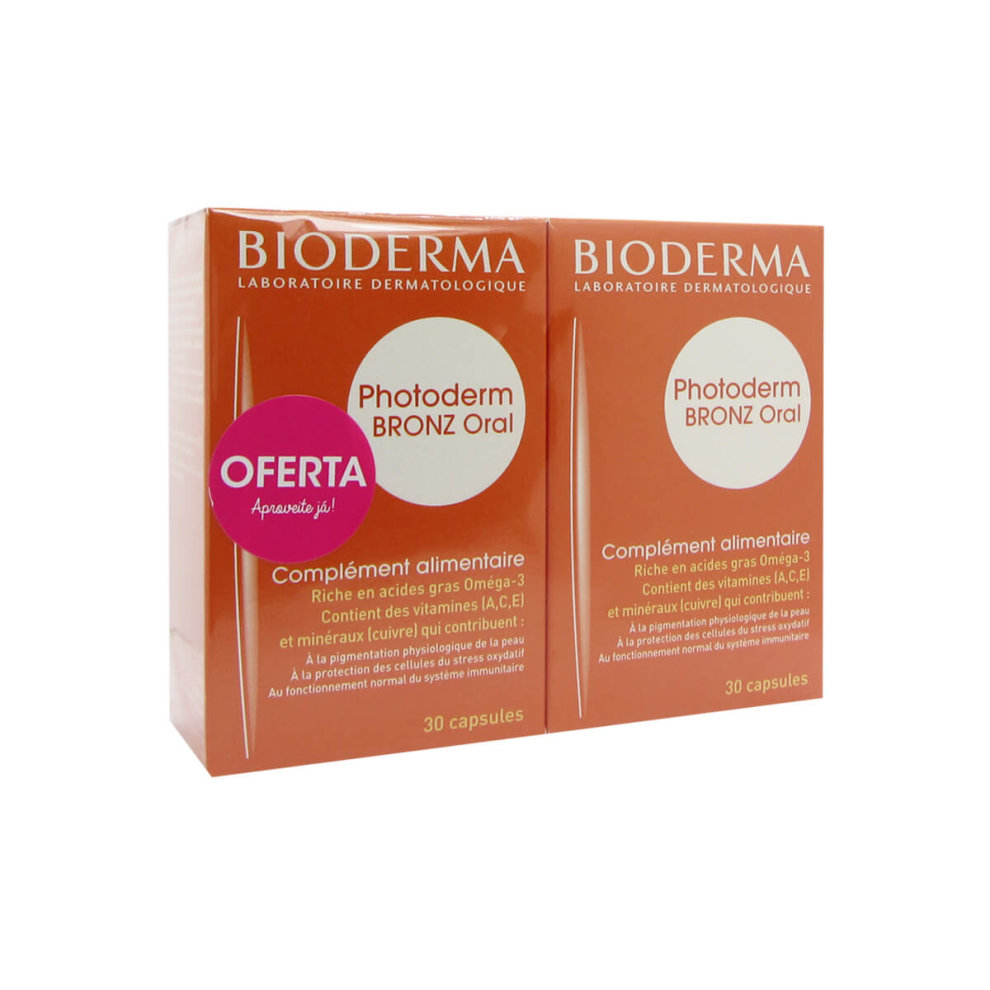 BIODERMA
LABORATOIRE DERMATOLOGIQUE
Photoderm
BRONZ Oral
OFERTA
Aproveite já!
Complément alimentaire
Riche en acides gras Oméga-3
Contient des vitamines (A,C,E)
et minéraux (cuivre) qui contribuent :
À la pigmentation physiologique de la peau
À la protection des cellules du stress oxydatif
Au fonctionnement normal du système immunitaire
30 capsules
BIODERMA
LABORATOIRE DERMATOLOGIQUE
Photoderm
BRONZ Oral
Complément alimentaire
Riche en acides gras Oméga-3
Contient des vitamines (A,C,E)
et minéraux (cuivre) qui contribuent :
À la pigmentation physiologique de la peau
À la protection des cellules du stress oxydatif
Au fonctionnement normal du système immunitaire
30 capsules